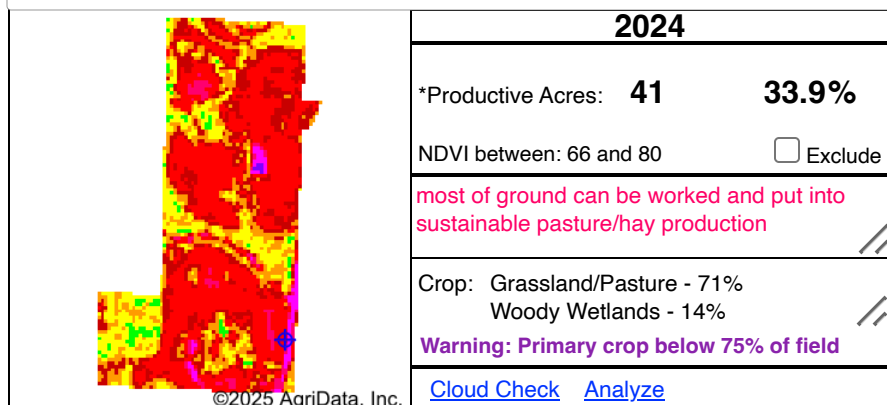 2024
*Productive Acres: 41 33.9%
NDVI between: 66 and 80 Exclude
most of ground can be worked and put into
sustainable pasture/hay production
Crop: Grassland/Pasture - 71%
Woody Wetlands - 14%
Warning: Primary crop below 75% of field
©2025 AgriData, Inc.
Cloud Check Analyze